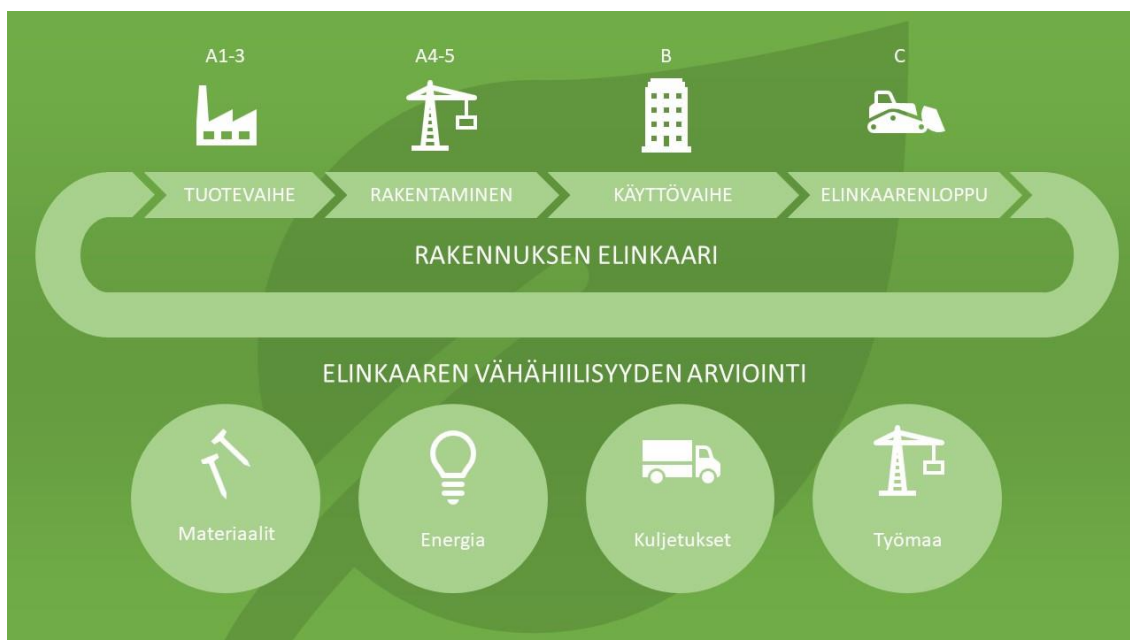 A1-3
A4-5
B
C
TUOTEVAIHE
RAKENTAMINEN
KÄYTTÖVAIHE
ELINKAARENLOPPU
RAKENNUKSEN ELINKAARI
ELINKAAREN VÄHÄHIILISYYDEN ARVIOINTI
Materiaalit
Energia
Kuljetukset
Työmaa